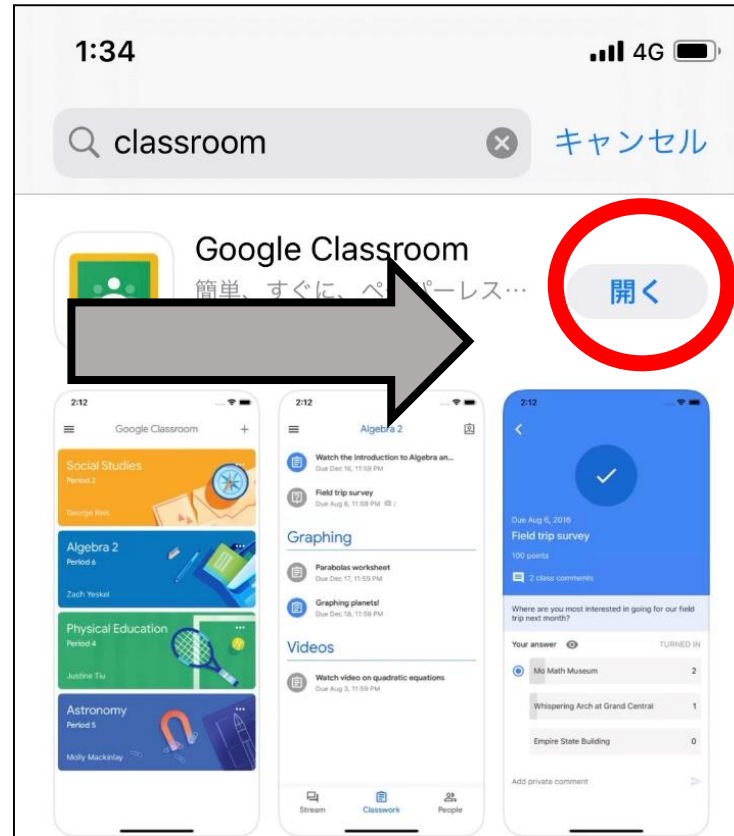 1:34
4G
classroom
キャンセル
Google Classroom
簡単、すぐに、ペーパーレス…
開く
2:12
Google Classroom
Social Studies
Period 2
George Reis
Algebra 2
Period 6
Zach Yeskel
Physical Education
Period 4
Justine Tiu
Astronomy
Period 5
Molly Mackinlay
2:12
Algebra 2
Watch the introduction to Algebra an...
Due Dec 16, 11:59 PM
Field trip survey
Due Aug 6, 11:59 PM
2
Graphing
Parabolas worksheet
Due Dec 17, 11:59 PM
Graphing planets!
Due Dec 18, 11:59 PM
Videos
Watch video on quadratic equations
Due Aug 3, 11:59 PM
Stream
Classwork
People
2:12
Due Aug 6, 2016
Field trip survey
100 points
2 class comments
Where are you most interested in going for our field
trip next month?
Your answer
TURNED IN
Mo Math Museum
2
Whispering Arch at Grand Central
1
Empire State Building
0
Add private comment